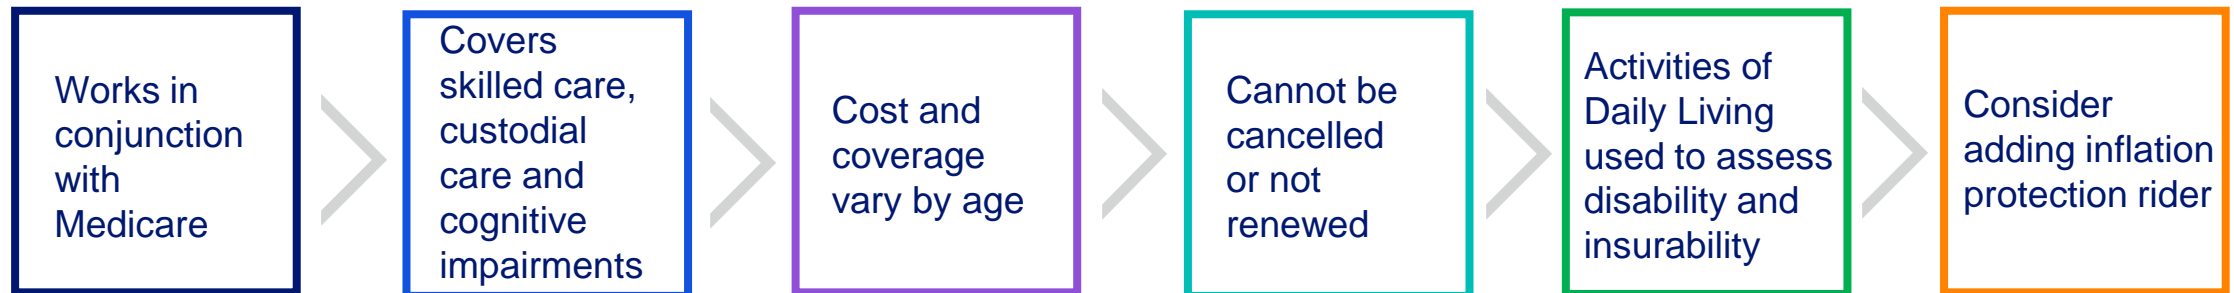 Works in
conjunction
with
Medicare
Covers
skilled care,
custodial
care and
cognitive
impairments
Cost and
coverage
vary by age
Cannot be
cancelled
or not
renewed
Activities of
Daily Living
used to assess
disability and
insurability
Consider
adding inflation
protection rider